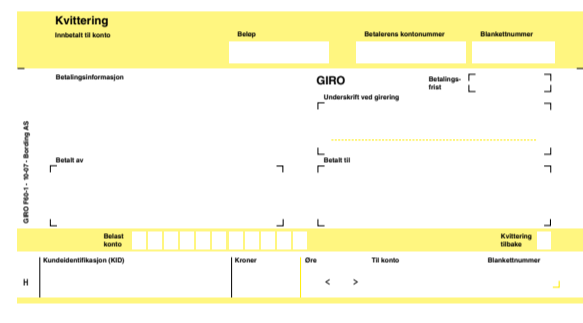 Kvittering
Innbetalt til konto Beløp Betalerens kontonummer Blankettnummer
Betalingsinformasjon GIRO Betalings-
frist
Underskrift ved girering
Betalt av Betalt til
GIRO F60-1 - 10-07 - Bording AS
Belast
konto
Kvittering
tilbake
Kundeidentifikasjon (KID) Kroner Øre Til konto Blankettnummer
H < >